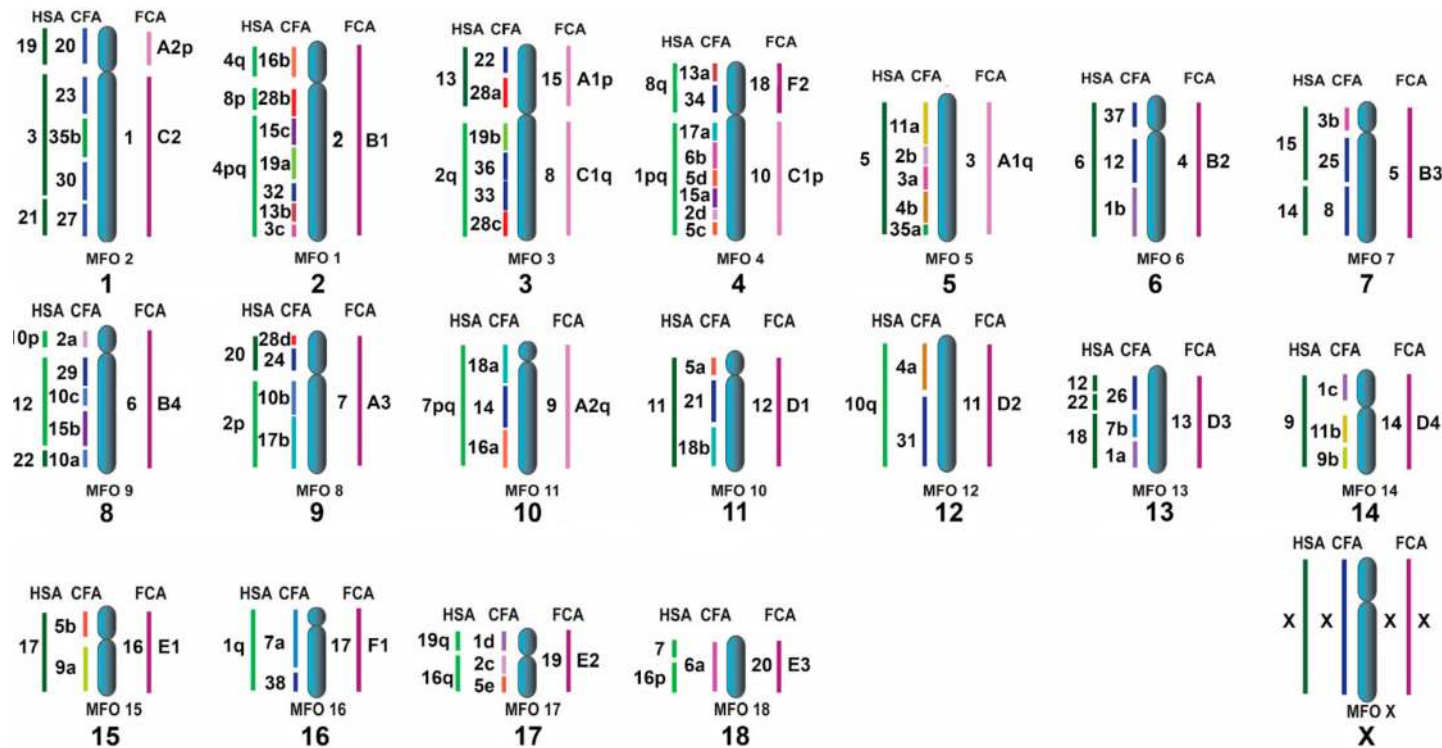 HSA CFA FCA
19 20 A2p
23
3 35b 1 C2
30
21 27
MFO 2
1
HSA CFA FCA
4q 16b
8p 28b
15c 2 B1
4pq 19a
32
13b
3c
MFO 1
2
HSA CFA FCA
13 22 15 A1p
28a
19b
2q 36 8 C1q
33
28c
MFO 3
3
HSA CFA FCA
8q 13a 18 F2
34
17a
6b
1pq 5d 10 C1p
15a
2d
5c
MFO 4
4
HSA CFA FCA
11a
5 2b 3 A1q
3a
4b
35a
MFO 5
5
HSA CFA FCA
37
6 12 4 B2
1b
MFO 6
6
HSA CFA FCA
15 3b
25 5 B3
14 8
MFO 7
7
HSA CFA FCA
0p 2a
29
12 10c 6 B4
15b
22 10a
MFO 9
8
HSA CFA FCA
20 28d
24
10b 7 A3
2p 17b
MFO 8
9
HSA CFA FCA
18a
7pq 14 9 A2q
16a
MFO 11
10
HSA CFA FCA
5a
11 21 12 D1
18b
MFO 10
11
HSA CFA FCA
4a
10q 11 D2
31
MFO 12
12
HSA CFA FCA
12 26
22
18 7b 13 D3
1a
MFO 13
13
HSA CFA FCA
1c
9 11b 14 D4
9b
MFO 14
14
HSA CFA FCA
17 5b 16 E1
9a
MFO 15
15
HSA CFA FCA
1q 7a 17 F1
38
MFO 16
16
HSA CFA FCA
19q 1d
2c 19 E2
16q 5e
MFO 17
17
HSA CFA FCA
7 6a 20 E3
16p
MFO 18
18
HSA CFA FCA
X X X X
MFO X
X